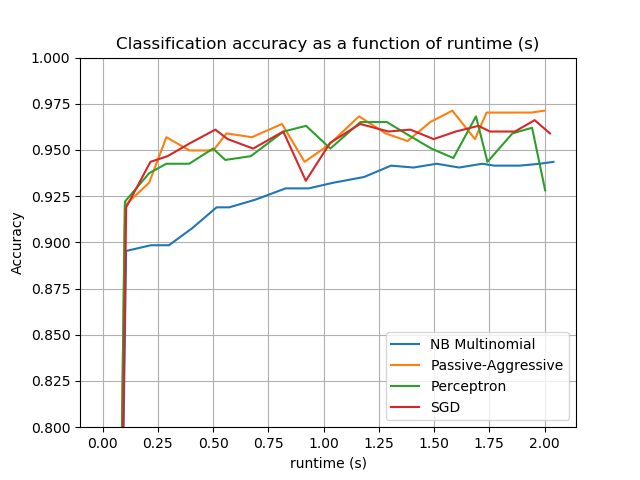 Classification accuracy as a function of runtime (s)
1.000
0.975
0.950
0.925
0.900
0.875
0.850
0.825
0.800
Accuracy
NB Multinomial
Passive-Aggressive
Perceptron
SGD
0.00 0.25 0.50 0.75 1.00 1.25 1.50 1.75 2.00
runtime (s)